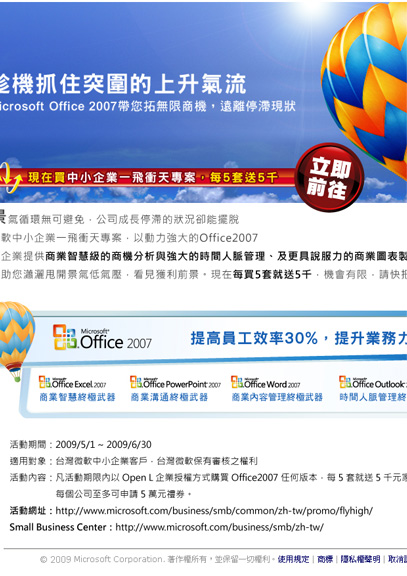 趁機抓住突圍的上升氣流
icrosoft Office 2007帶您拓無限商機，遠離停滯現狀
現在買中小企業一飛衝天專案，每5套送5千
立即
前往
景氣循環無可避免，公司成長停滯的狀況卻能擺脫
軟中小企業一飛衝天專案，以動力強大的Office2007
企業提供商業智慧級的商機分析與強大的時間人脈管理、及更具說服力的商業圖表製
助您瀟灑甩開景氣低氣壓，看見獲利前景。現在每買5套就送5千，機會有限，請快把
Microsoft
Office 2007
提高員工效率30%，提升業務力
Microsoft Office Excel 2007
商業智慧終極武器
Microsoft Office PowerPoint 2007
商業溝通終極武器
Microsoft Office Word 2007
商業內容管理終極武器
Microsoft Office Outlook
時間人脈管理終
活動期間：2009/5/1 ~ 2009/6/30
適用對象：台灣微軟中小企業客戶，台灣微軟保有審核之權利
活動內容：凡活動期限內以 Open L 企業授權方式購買 Office2007 任何版本，每 5 套就送 5 千元
每個公司至多可申請 5 萬元禮券。
活動網址：http://www.microsoft.com/business/smb/common/zh-tw/promo/flyhigh/
Small Business Center：http://www.microsoft.com/business/smb/zh-tw/
© 2009 Microsoft Corporation. 著作權所有，並保留一切權利。使用規定 | 商標 | 隱私權聲明 | 取消